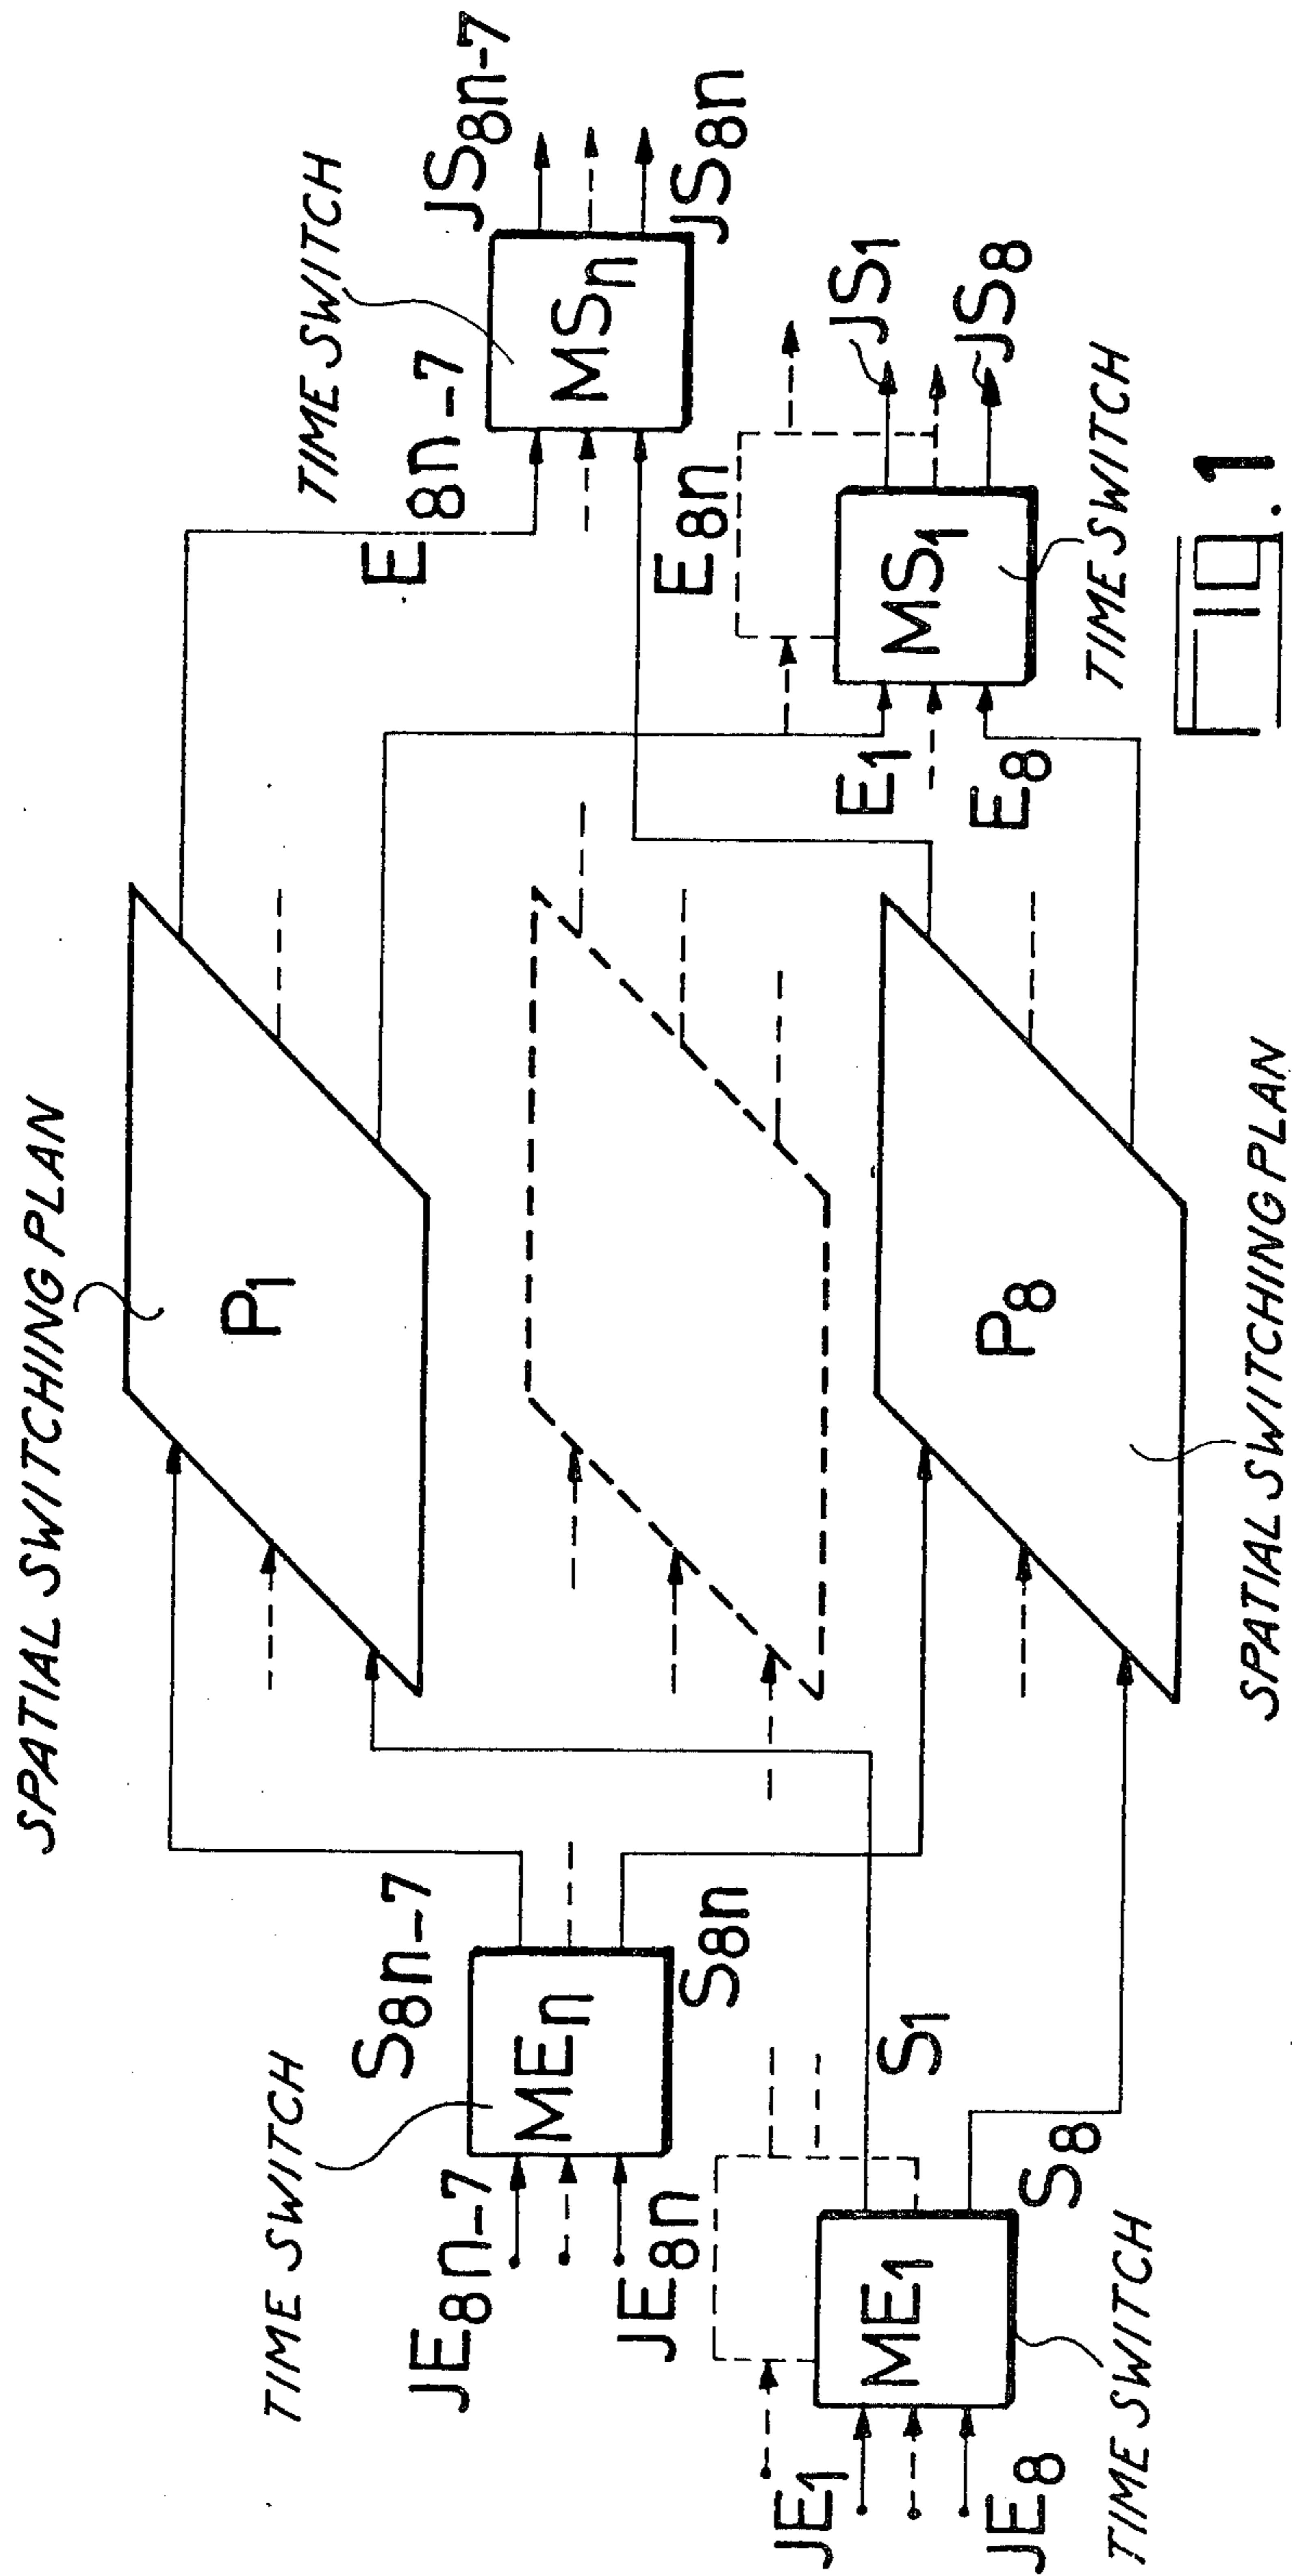 SPATIAL SWITCHING PLAN
P1
TIME SWITCH
JS8n-7
E8n-7
MSn
JS8n
E8n
TIME SWITCH
S8n-7
JE8n-7
MEn
JE8n
S8n
JS1
E1
MS1
JS8
E8
TIME SWITCH
P8
SPATIAL SWITCHING PLAN
S1
JE1
ME1
JE8
S8
TIME SWITCH
FIG.1